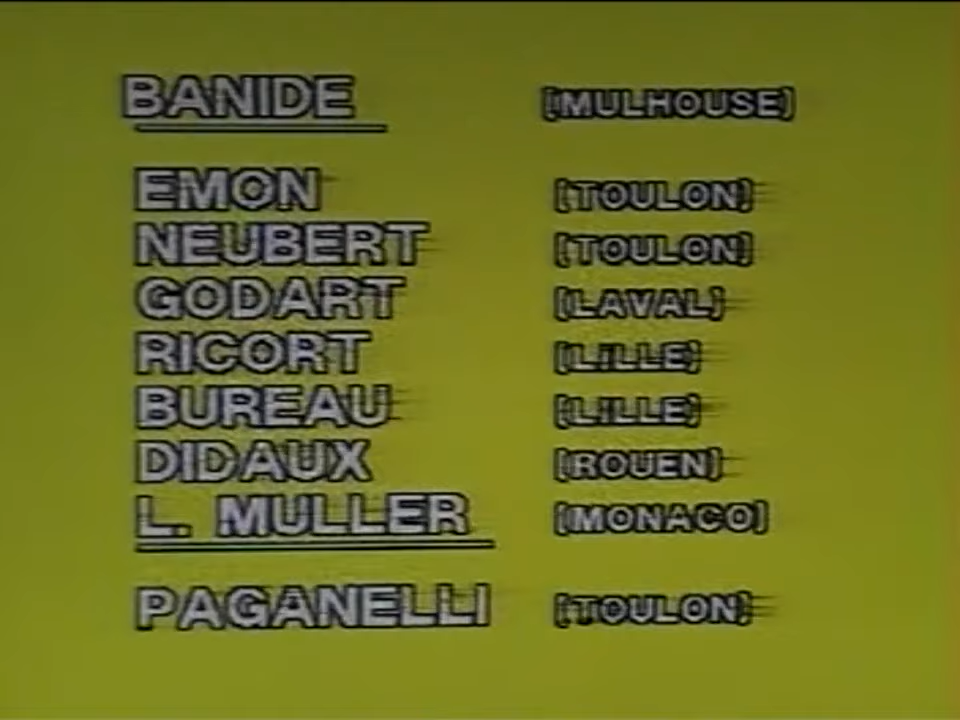 BANIDE [MULHOUSE]
EMON [TOULON]
NEUBERT [TOULON]
GODART [LAVAL]
RICORT [LILLE]
BUREAU [LILLE]
DIDAUX [ROUEN]
L. MULLER [MONACO]
PAGANELLI [TOULON]